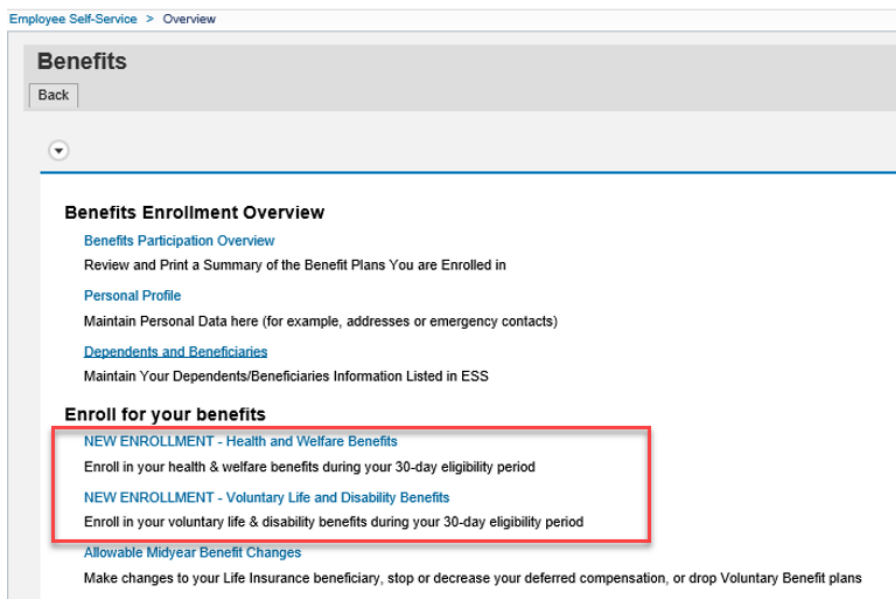 Employee Self-Service > Overview
Benefits
Back
Benefits Enrollment Overview
Benefits Participation Overview
Review and Print a Summary of the Benefit Plans You are Enrolled in
Personal Profile
Maintain Personal Data here (for example, addresses or emergency contacts)
Dependents and Beneficiaries
Maintain Your Dependents/Beneficiaries Information Listed in ESS
Enroll for your benefits
NEW ENROLLMENT - Health and Welfare Benefits
Enroll in your health & welfare benefits during your 30-day eligibility period
NEW ENROLLMENT - Voluntary Life and Disability Benefits
Enroll in your voluntary life & disability benefits during your 30-day eligibility period
Allowable Midyear Benefit Changes
Make changes to your Life Insurance beneficiary, stop or decrease your deferred compensation, or drop Voluntary Benefit plans